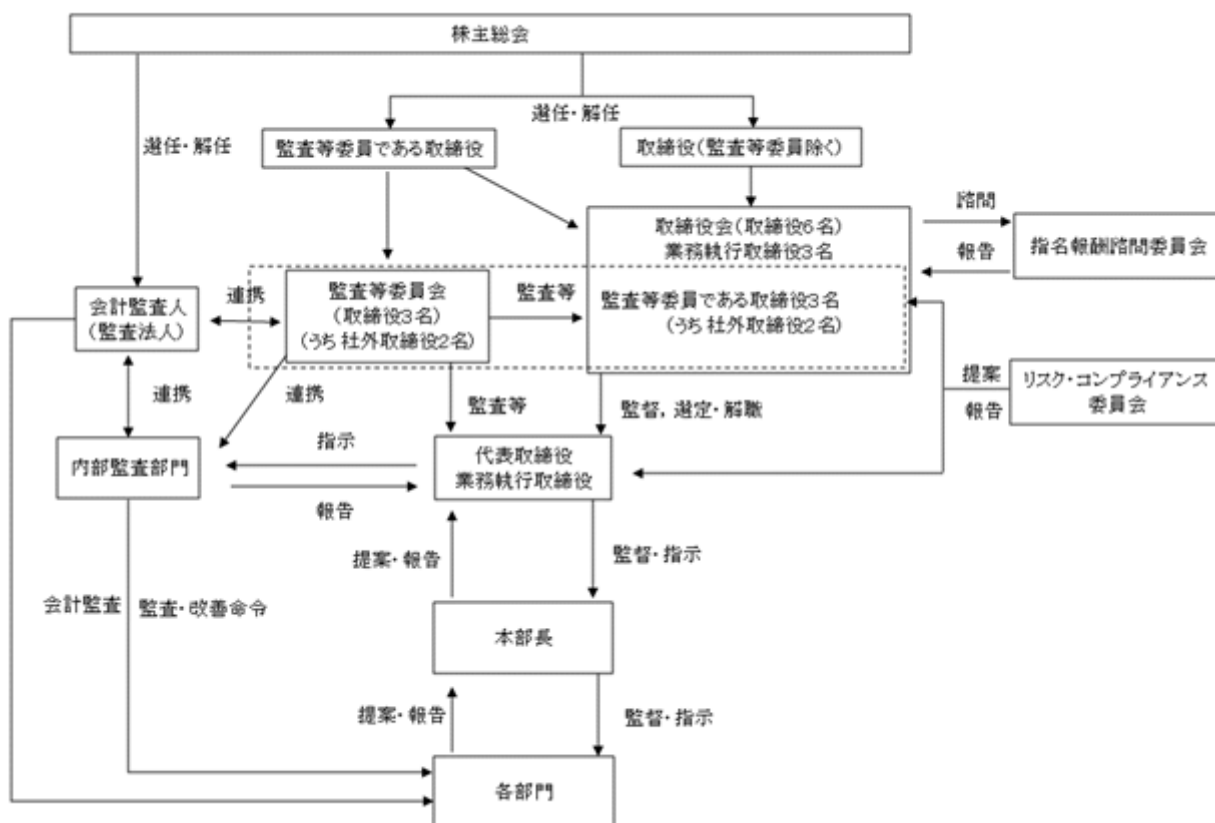 株主総会
選任・解任
選任・解任
監査等委員である取締役
取締役(監査等委員除く)
取締役会(取締役6名)
業務執行取締役3名
諮問
報告
指名報酬諮問委員会
会計監査人
(監査法人)
連携
監査等委員会
(取締役3名)
(うち社外取締役2名)
監査等
監査等委員である取締役3名
(うち社外取締役2名)
連携
連携
監査等
監督,選定・解職
提案
報告
リスク・コンプライアンス
委員会
内部監査部門
指示
報告
代表取締役
業務執行取締役
提案・報告
監督・指示
会計監査
監査・改善命令
本部長
提案・報告
監督・指示
各部門